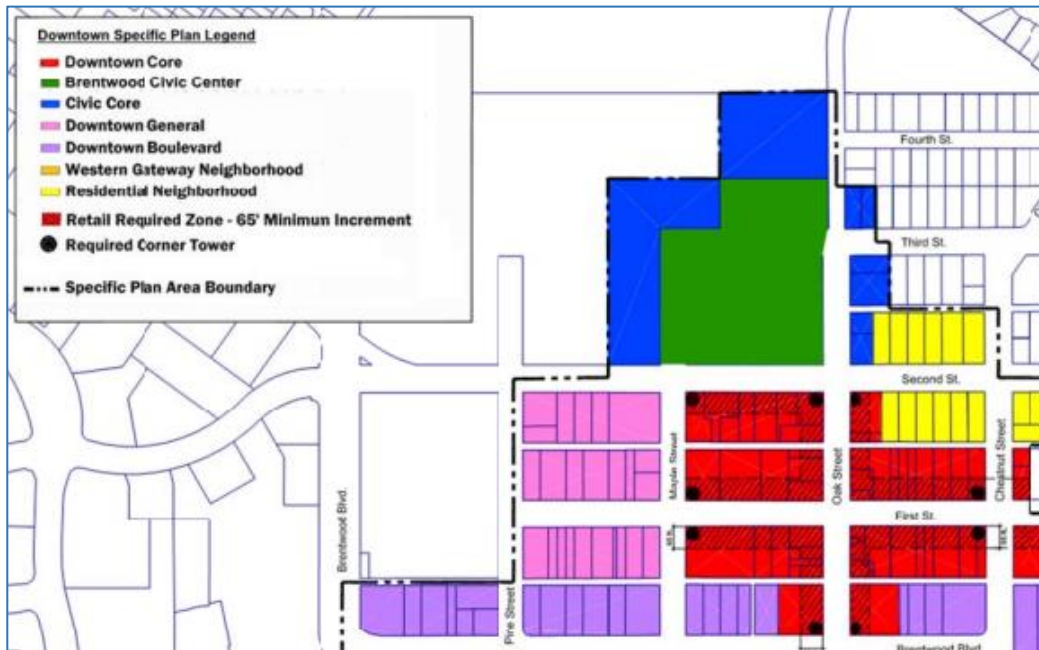 Downtown Specific Plan Legend
Downtown Core
Brentwood Civic Center
Civic Core
Downtown General
Downtown Boulevard
Western Gateway Neighborhood
Residential Neighborhood
Retail Required Zone - 65' Minimun Increment
Required Corner Tower
Specific Plan Area Boundary
Fourth St.
Third St.
Second St.
First St.
Brentwood Blvd.
Pine Street
Maple Street
Oak Street
Chestnut Street
Brentwood Blvd